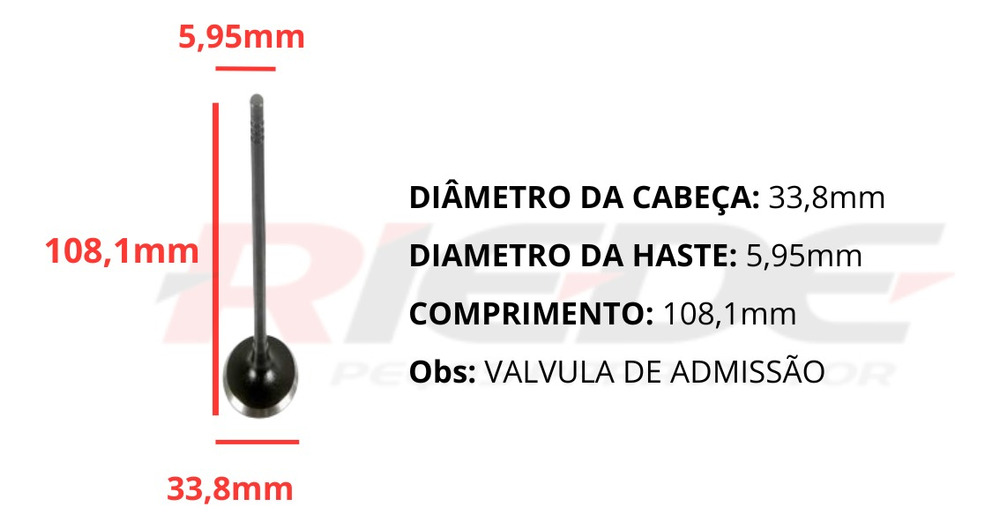 5,95mm
DIÂMETRO DA CABEÇA: 33,8mm
108,1mm
DIAMETRO DA HASTE: 5,95mm
RIEDE
COMPRIMENTO: 108,1mm
Obs: VALVULA DE ADMISSÃO
33,8mm